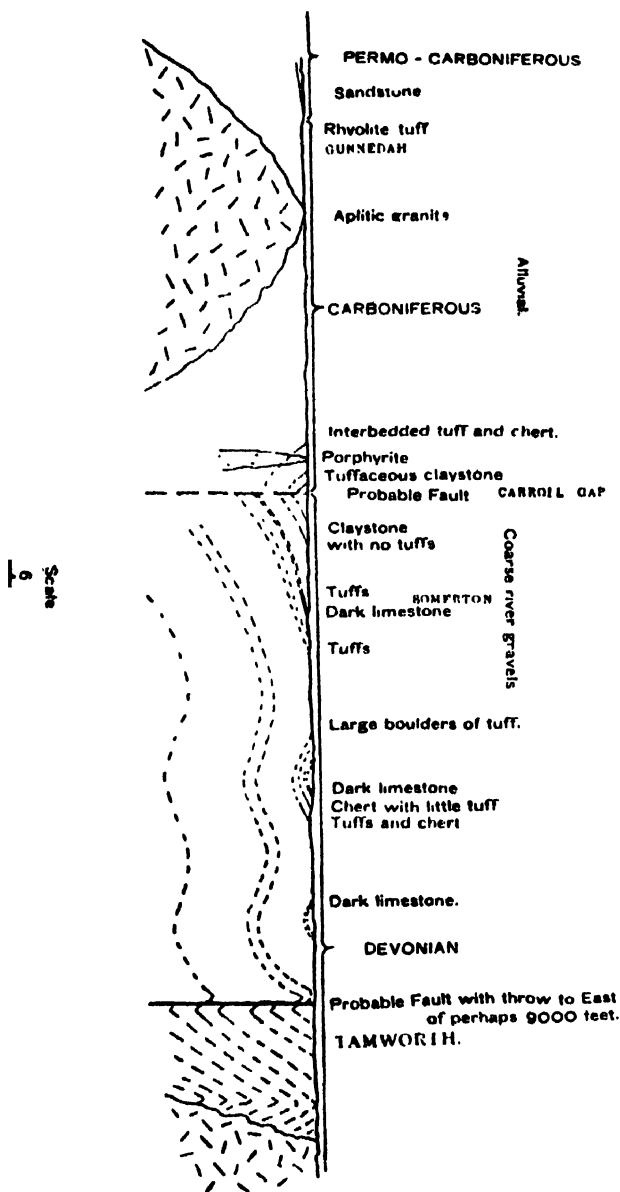 PERMO - CARBONIFEROUS
Sandstone
Rhyolite tuff
GUNNEDAH
Aplitic granite
Alluvial.
CARBONIFEROUS
Interbedded tuff and chert.
Porphyrite
Tuffaceous claystone
Probable Fault CARROLL GAP
Claystone
with no tuffs
Coarse river gravels
Scale
6
Tuffs SOMERTON
Dark limestone
Tuffs
Large boulders of tuff.
Dark limestone
Chert with little tuff
Tuffs and chert
Dark limestone.
DEVONIAN
Probable Fault with throw to East
of perhaps 9000 feet.
TAMWORTH.